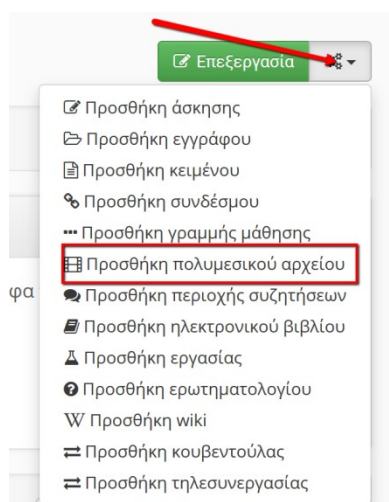 Επεξεργασία
Προσθήκη άσκησης
Προσθήκη εγγράφου
Προσθήκη κειμένου
Προσθήκη συνδέσμου
Προσθήκη γραμμής μάθησης
Προσθήκη πολυμεσικού αρχείου
φα
Προσθήκη περιοχής συζητήσεων
Προσθήκη ηλεκτρονικού βιβλίου
Προσθήκη εργασίας
Προσθήκη ερωτηματολογίου
W Προσθήκη wiki
Προσθήκη κουβεντούλας
Προσθήκη τηλεσυνεργασίας